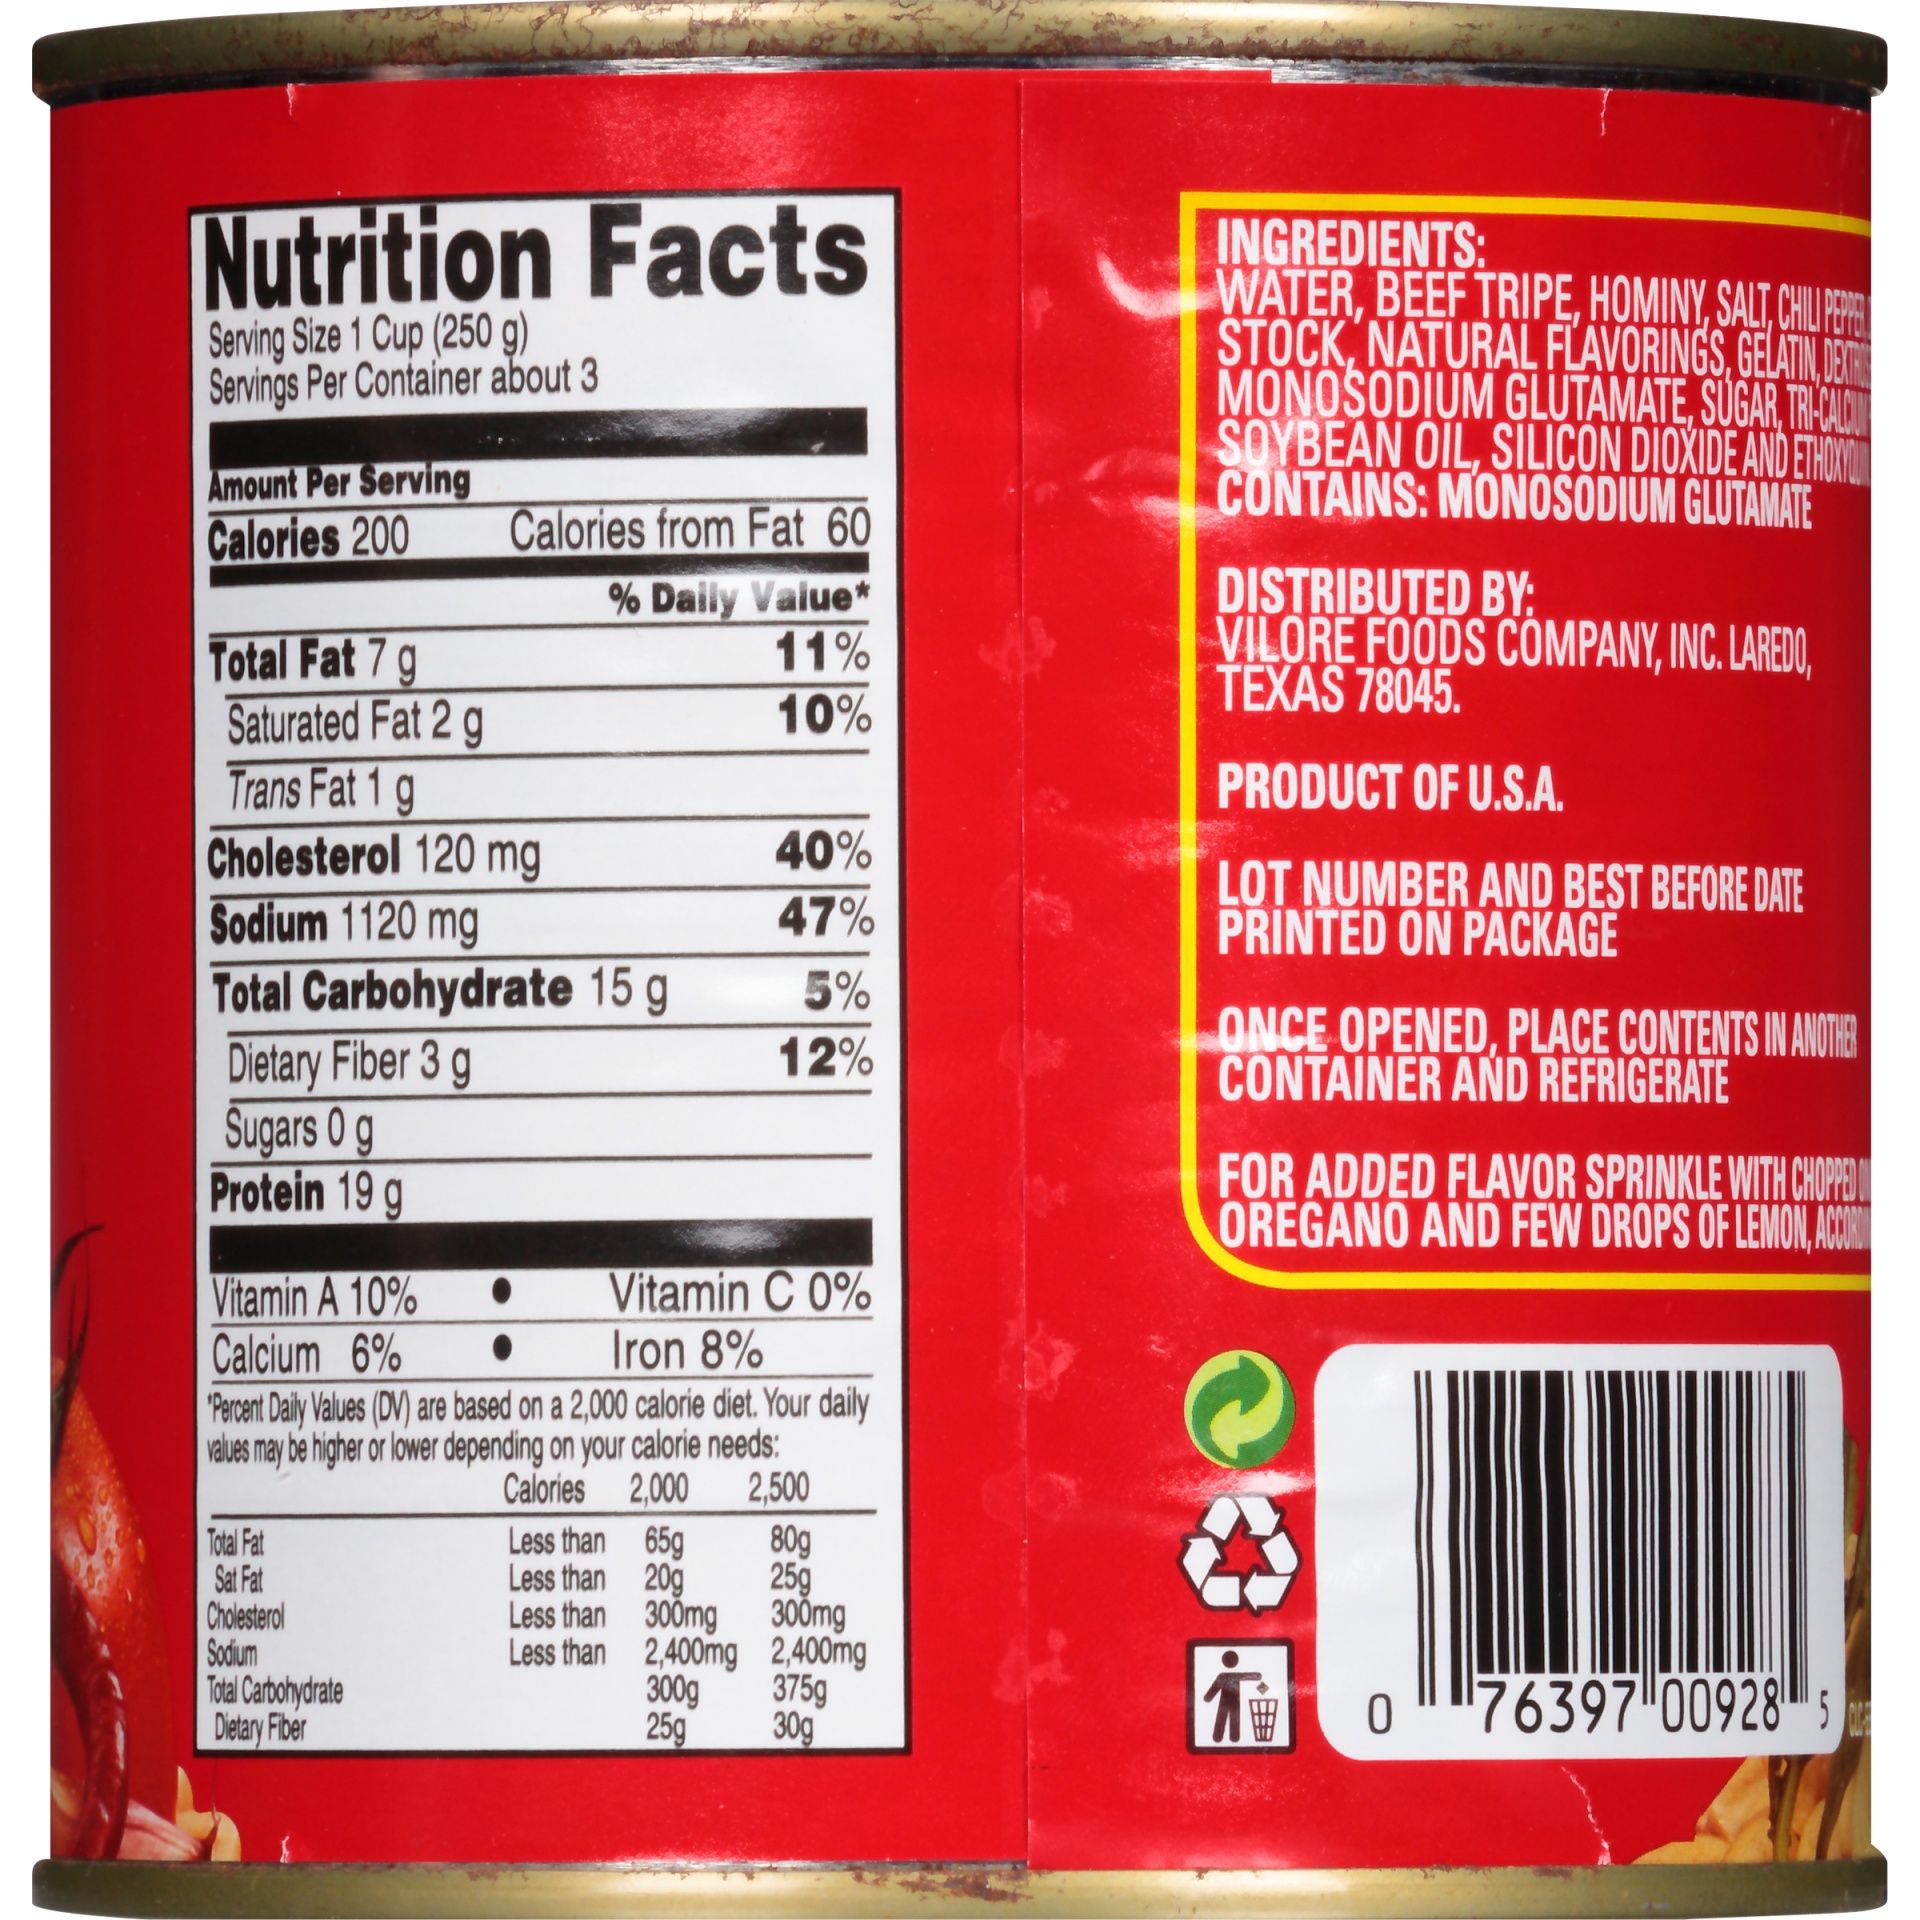 Nutrition Facts
Serving Size 1 Cup (250 g)
Servings Per Container about 3
Amount Per Serving
Calories 200 Calories from Fat 60
% Daily Value*
Total Fat 7 g 11%
Saturated Fat 2 g 10%
Trans Fat 1 g
Cholesterol 120 mg 40%
Sodium 1120 mg 47%
Total Carbohydrate 15 g 5%
Dietary Fiber 3 g 12%
Sugars 0 g
Protein 19 g
Vitamin A 10% • Vitamin C 0%
Calcium 6% • Iron 8%
*Percent Daily Values (DV) are based on a 2,000 calorie diet. Your daily
values may be higher or lower depending on your calorie needs:
Calories 2,000 2,500
Total Fat Less than 65g 80g
Sat Fat Less than 20g 25g
Cholesterol Less than 300mg 300mg
Sodium Less than 2,400mg 2,400mg
Total Carbohydrate 300g 375g
Dietary Fiber 25g 30g
INGREDIENTS:
WATER, BEEF TRIPE, HOMINY, SALT, CHILI PEPPER,
STOCK, NATURAL FLAVORINGS, GELATIN,
MONOSODIUM GLUTAMATE, SUGAR, TRI-CALCIUM
SOYBEAN OIL, SILICON DIOXIDE AND
CONTAINS: MONOSODIUM GLUTAMATE
DISTRIBUTED BY:
VILORE FOODS COMPANY, INC. LAREDO,
TEXAS 78045.
PRODUCT OF U.S.A.
LOT NUMBER AND BEST BEFORE DATE
PRINTED ON PACKAGE
ONCE OPENED, PLACE CONTENTS IN ANOTHER
CONTAINER AND REFRIGERATE
FOR ADDED FLAVOR SPRINKLE WITH CHOPPED
OREGANO AND FEW DROPS OF LEMON,
0 76397 00928 5